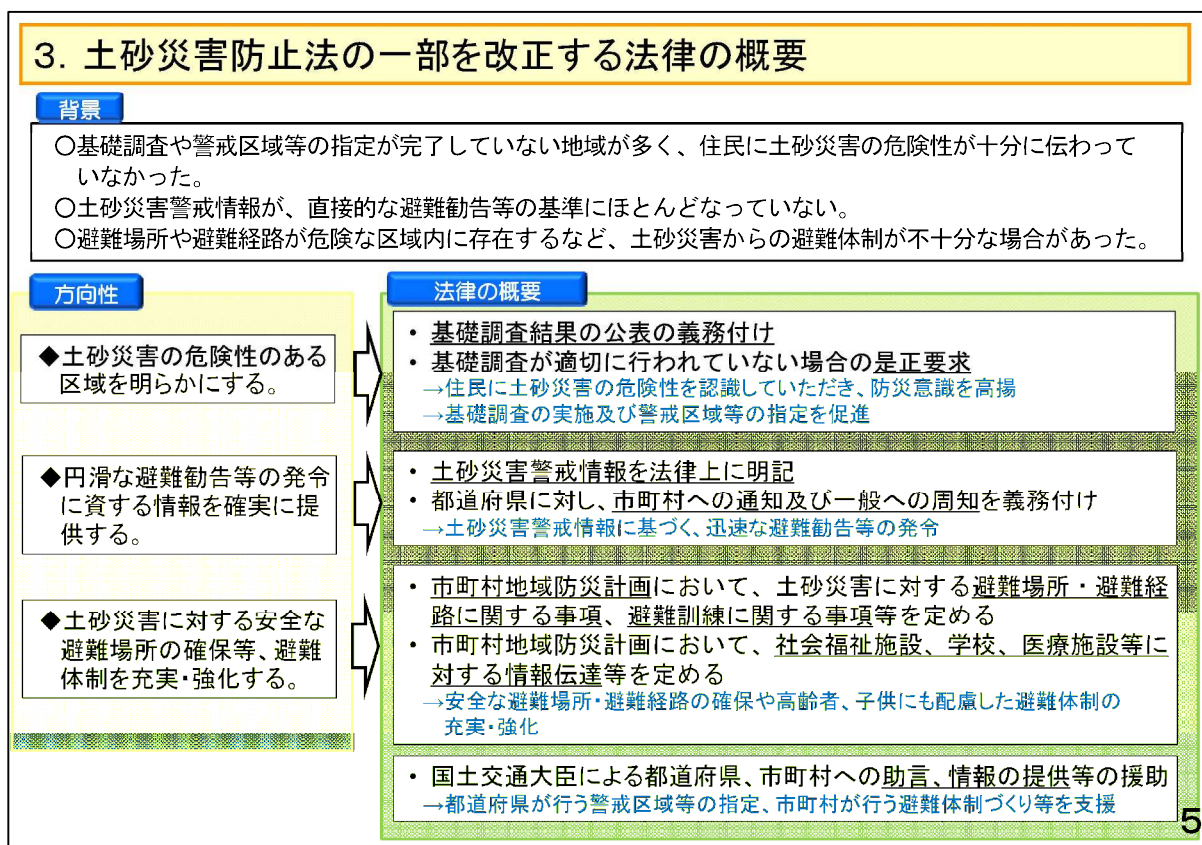 3. 土砂災害防止法の一部を改正する法律の概要
背景
○基礎調査や警戒区域等の指定が完了していない地域が多く、住民に土砂災害の危険性が十分に伝わって
いなかった。
○土砂災害警戒情報が、直接的な避難勧告等の基準にほとんどなっていない。
○避難場所や避難経路が危険な区域内に存在するなど、土砂災害からの避難体制が不十分な場合があった。
方向性
◆土砂災害の危険性のある
区域を明らかにする。
◆円滑な避難勧告等の発令
に資する情報を確実に提
供する。
◆土砂災害に対する安全な
避難場所の確保等、避難
体制を充実・強化する。
法律の概要
・ 基礎調査結果の公表の義務付け
・ 基礎調査が適切に行われていない場合の是正要求
→住民に土砂災害の危険性を認識していただき、防災意識を高揚
→基礎調査の実施及び警戒区域等の指定を促進
・ 土砂災害警戒情報を法律上に明記
・ 都道府県に対し、市町村への通知及び一般への周知を義務付け
→土砂災害警戒情報に基づく、迅速な避難勧告等の発令
・ 市町村地域防災計画において、土砂災害に対する避難場所・避難経
路に関する事項、避難訓練に関する事項等を定める
・ 市町村地域防災計画において、社会福祉施設、学校、医療施設等に
対する情報伝達等を定める
→安全な避難場所・避難経路の確保や高齢者、子供にも配慮した避難体制の
充実・強化
・ 国土交通大臣による都道府県、市町村への助言、情報の提供等の援助
→都道府県が行う警戒区域等の指定、市町村が行う避難体制づくり等を支援
5